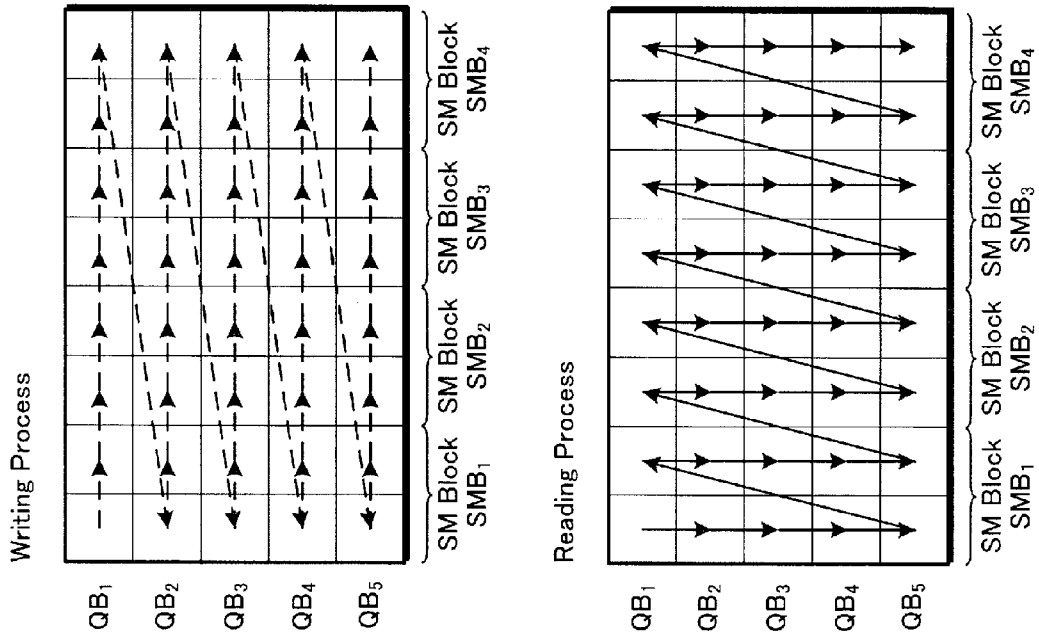 Writing Process
QB1
QB2
QB3
QB4
QB5
SM Block SM Block SM Block SM Block
SMB1 SMB2 SMB3 SMB4
Reading Process
QB1
QB2
QB3
QB4
QB5
SM Block SM Block SM Block SM Block
SMB1 SMB2 SMB3 SMB4